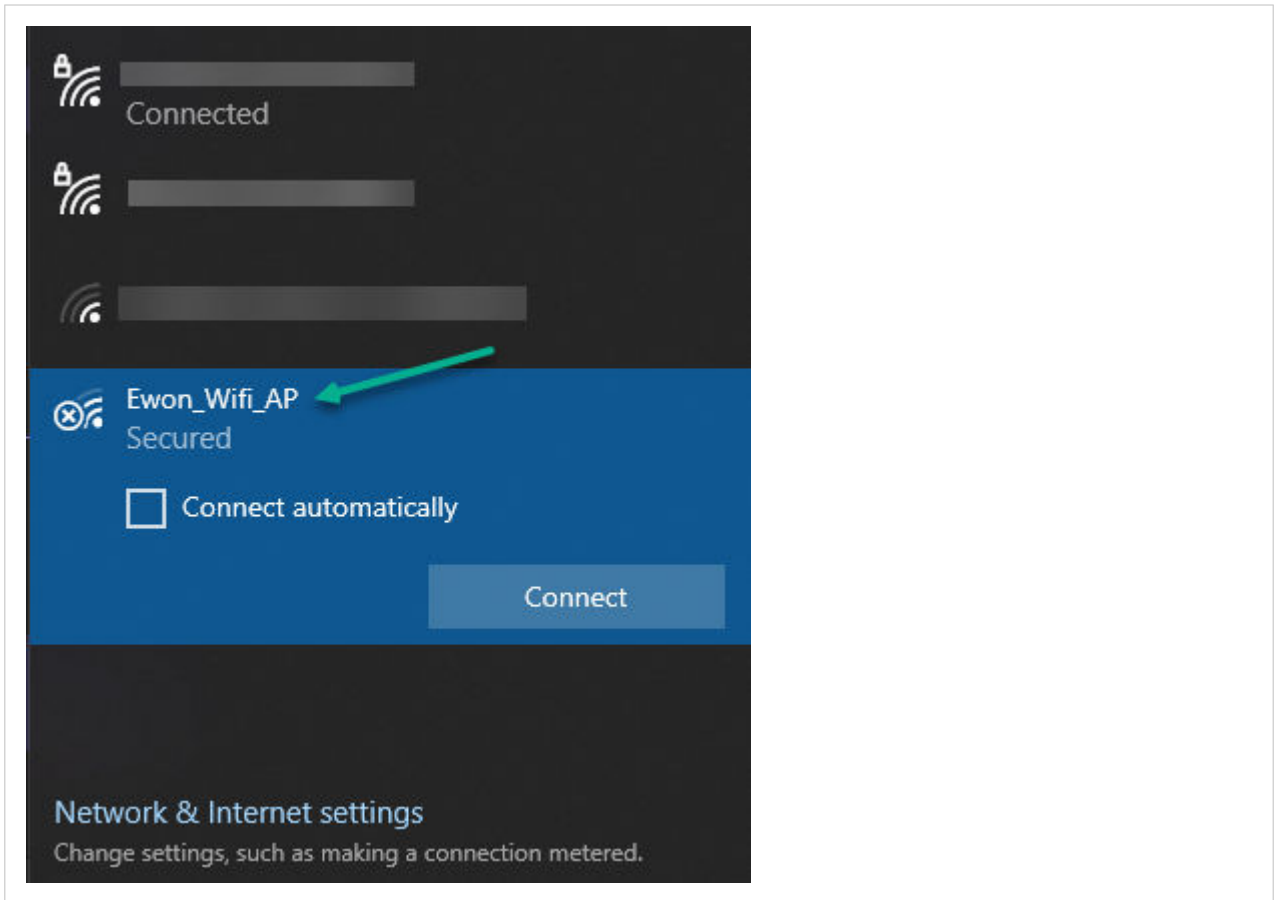 Connected
Ewon_Wifi_AP
Secured
Connect automatically
Connect
Network & Internet settings
Change settings, such as making a connection metered.